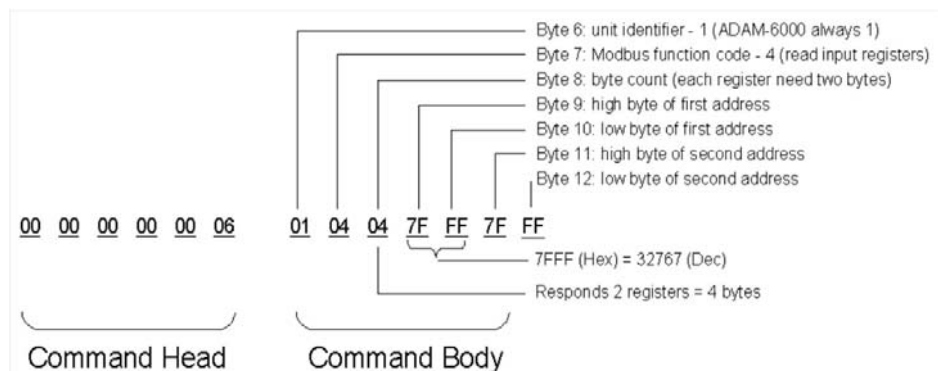 Byte 6: unit identifier - 1 (ADAM-6000 always 1)
Byte 7: Modbus function code - 4 (read input registers)
Byte 8: byte count (each register need two bytes)
Byte 9: high byte of first address
Byte 10: low byte of first address
Byte 11: high byte of second address
Byte 12: low byte of second address
00 00 00 00 00 06 01 04 04 7F FF 7F FF
7FFF (Hex) = 32767 (Dec)
Responds 2 registers = 4 bytes
Command Head Command Body